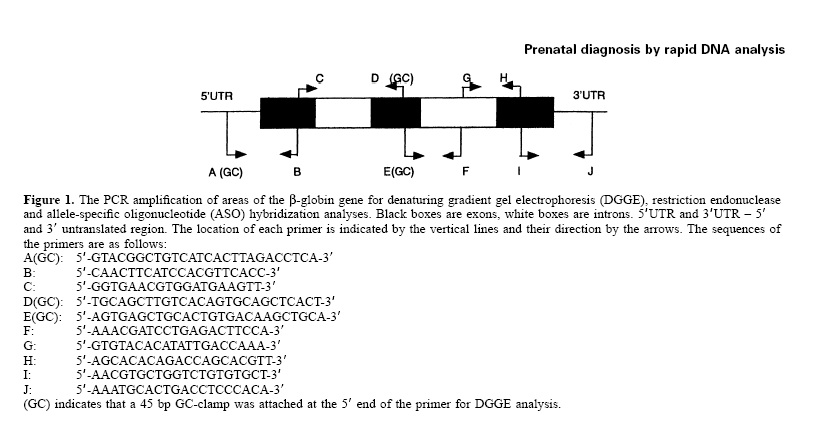 Prenatal diagnosis by rapid DNA analysis
C D (GC) G H
5'UTR 3'UTR
A (GC) B E(GC) F I J
Figure 1. The PCR amplification of areas of the β-globin gene for denaturing gradient gel electrophoresis (DGGE), restriction endonuclease
and allele-specific oligonucleotide (ASO) hybridization analyses. Black boxes are exons, white boxes are introns. 5′UTR and 3′UTR – 5′
and 3′ untranslated region. The location of each primer is indicated by the vertical lines and their direction by the arrows. The sequences of
the primers are as follows:
A(GC): 5′-GTACGGCTGTCATCACTTAGACCTCA-3′
B: 5′-CAACTTCATCCACGTTCACC-3′
C: 5′-GGTGAACGTGGATGAAGTT-3′
D(GC): 5′-TGCAGCTTGTCACAGTGCAGCTCACT-3′
E(GC): 5′-AGTGAGCTGCACTGTGACAAGCTGCA-3′
F: 5′-AAACGATCCTGAGACTTCCA-3′
G: 5′-GTGTACACATATTGACCAAA-3′
H: 5′-AGCACACAGACCAGCACGTT-3′
I: 5′-AACGTGCTGGTCTGTGTGCT-3′
J: 5′-AAATGCACTGACCTCCCACA-3′
(GC) indicates that a 45 bp GC-clamp was attached at the 5′ end of the primer for DGGE analysis.